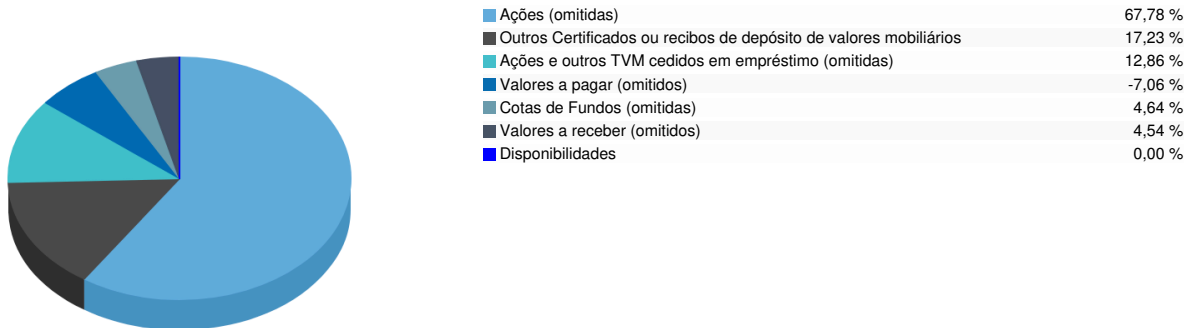 Ações (omitidas) 67,78 %
Outros Certificados ou recibos de depósito de valores mobiliários 17,23 %
Ações e outros TVM cedidos em empréstimo (omitidas) 12,86 %
Valores a pagar (omitidos) -7,06 %
Cotas de Fundos (omitidas) 4,64 %
Valores a receber (omitidos) 4,54 %
Disponibilidades 0,00 %